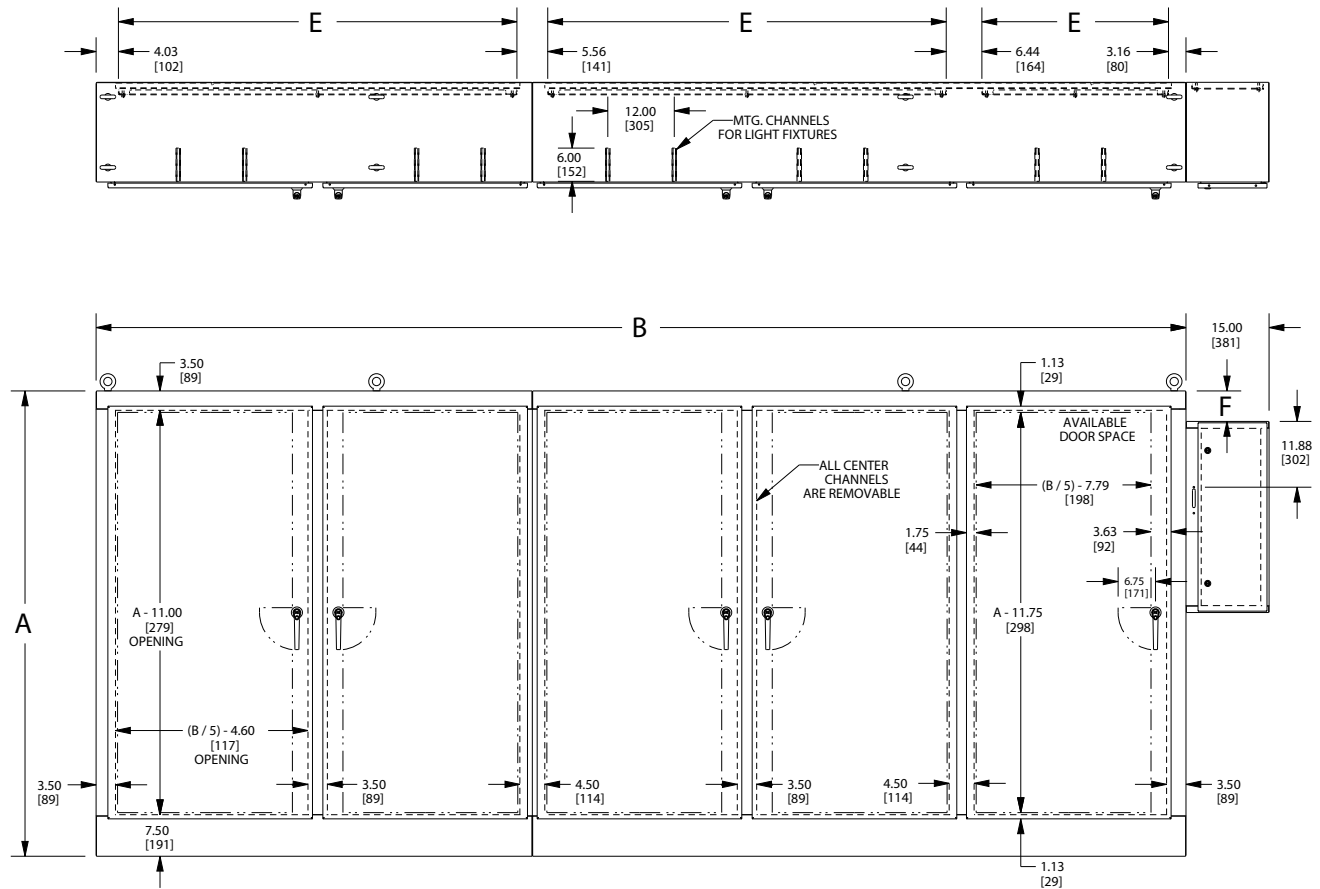 E
E
E
4.03
[102]
5.56
[141]
6.44
[164]
3.16
[80]
12.00
[305]
MTG. CHANNELS
FOR LIGHT FIXTURES
6.00
[152]
B
15.00
[381]
3.50
[89]
1.13
[29]
F
AVAILABLE
DOOR SPACE
11.88
[302]
ALL CENTER
CHANNELS
ARE REMOVABLE
(B / 5) - 7.79
[198]
1.75
[44]
3.63
[92]
6.75
[171]
A
A - 11.00
[279]
OPENING
A - 11.75
[298]
(B / 5) - 4.60
[117]
OPENING
3.50
[89]
3.50
[89]
4.50
[114]
3.50
[89]
4.50
[114]
3.50
[89]
7.50
[191]
1.13
[29]